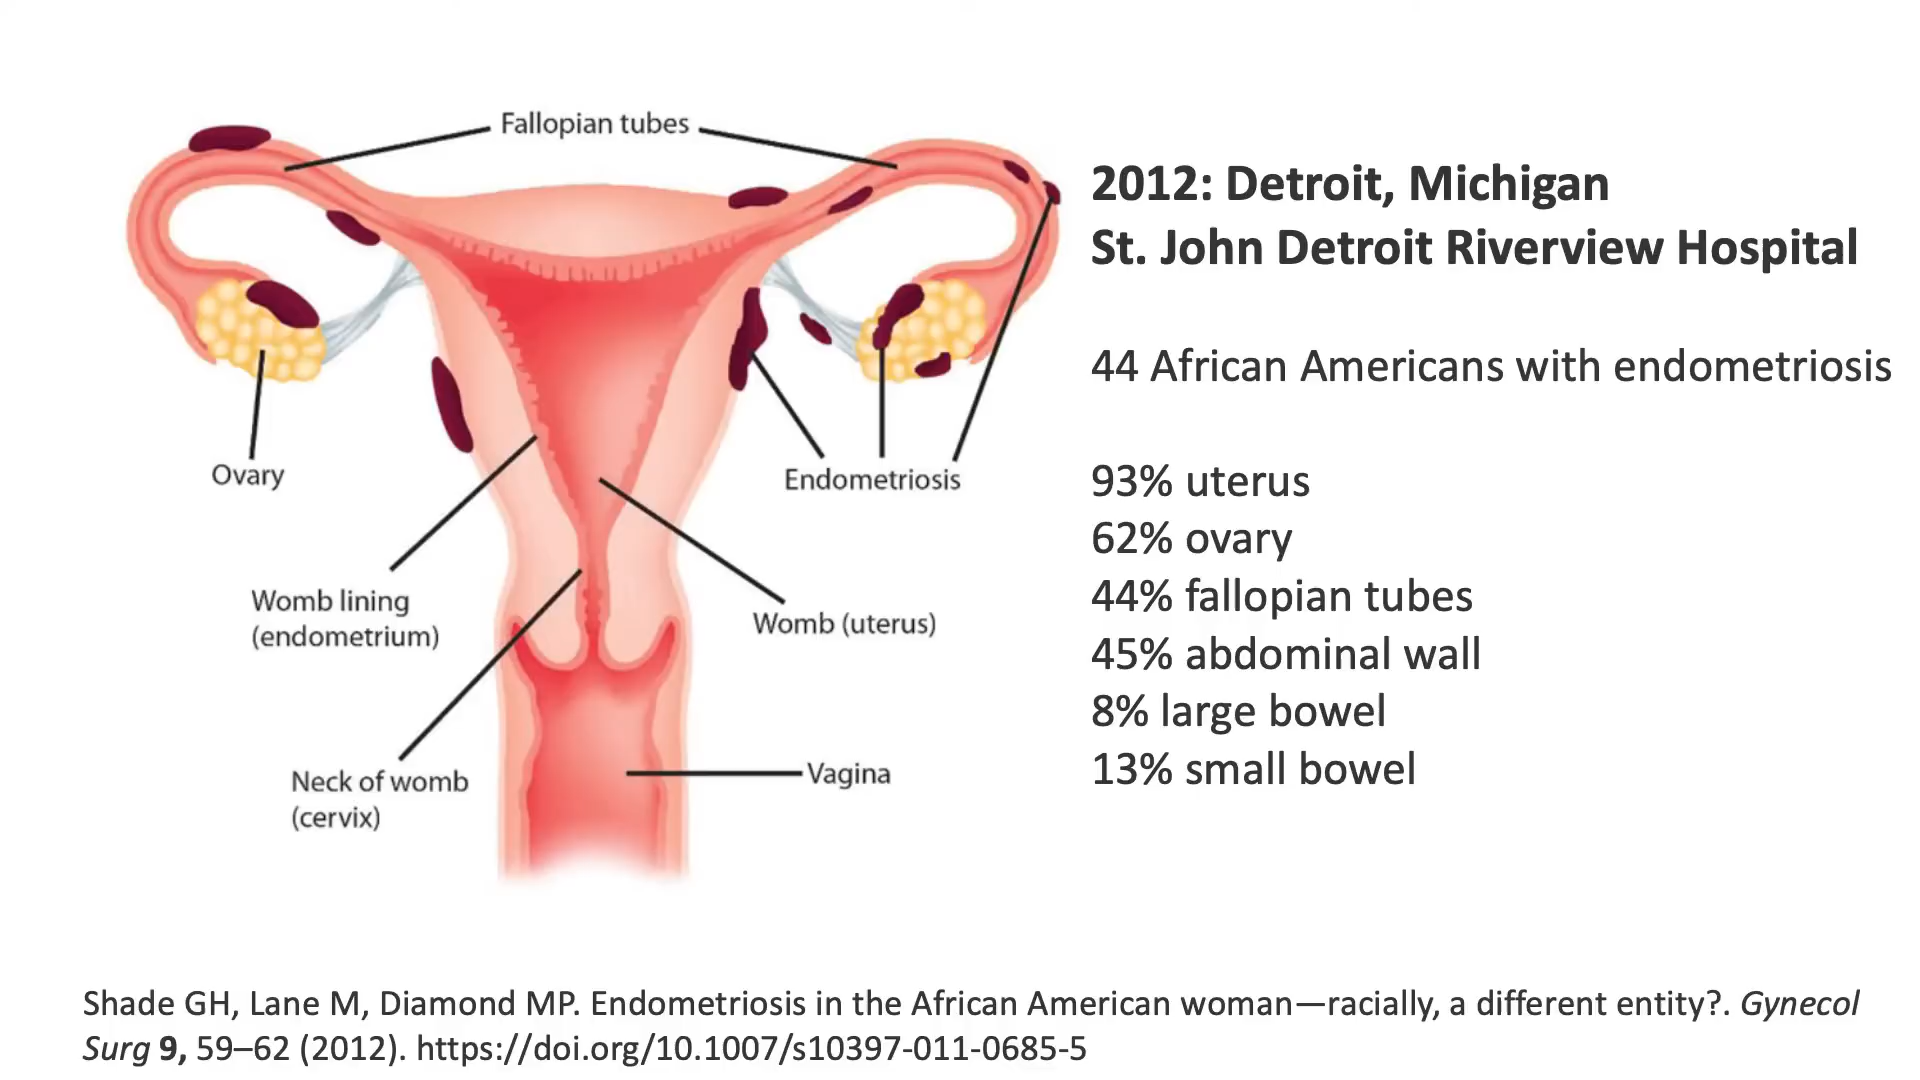 Fallopian tubes
Ovary
Endometriosis
Womb lining
(endometrium)
Womb (uterus)
Neck of womb
(cervix)
Vagina
2012: Detroit, Michigan
St. John Detroit Riverview Hospital
44 African Americans with endometriosis
93% uterus
62% ovary
44% fallopian tubes
45% abdominal wall
8% large bowel
13% small bowel
Shade GH, Lane M, Diamond MP. Endometriosis in the African American woman—racially, a different entity?. Gynecol
Surg 9, 59–62 (2012). https://doi.org/10.1007/s10397-011-0685-5